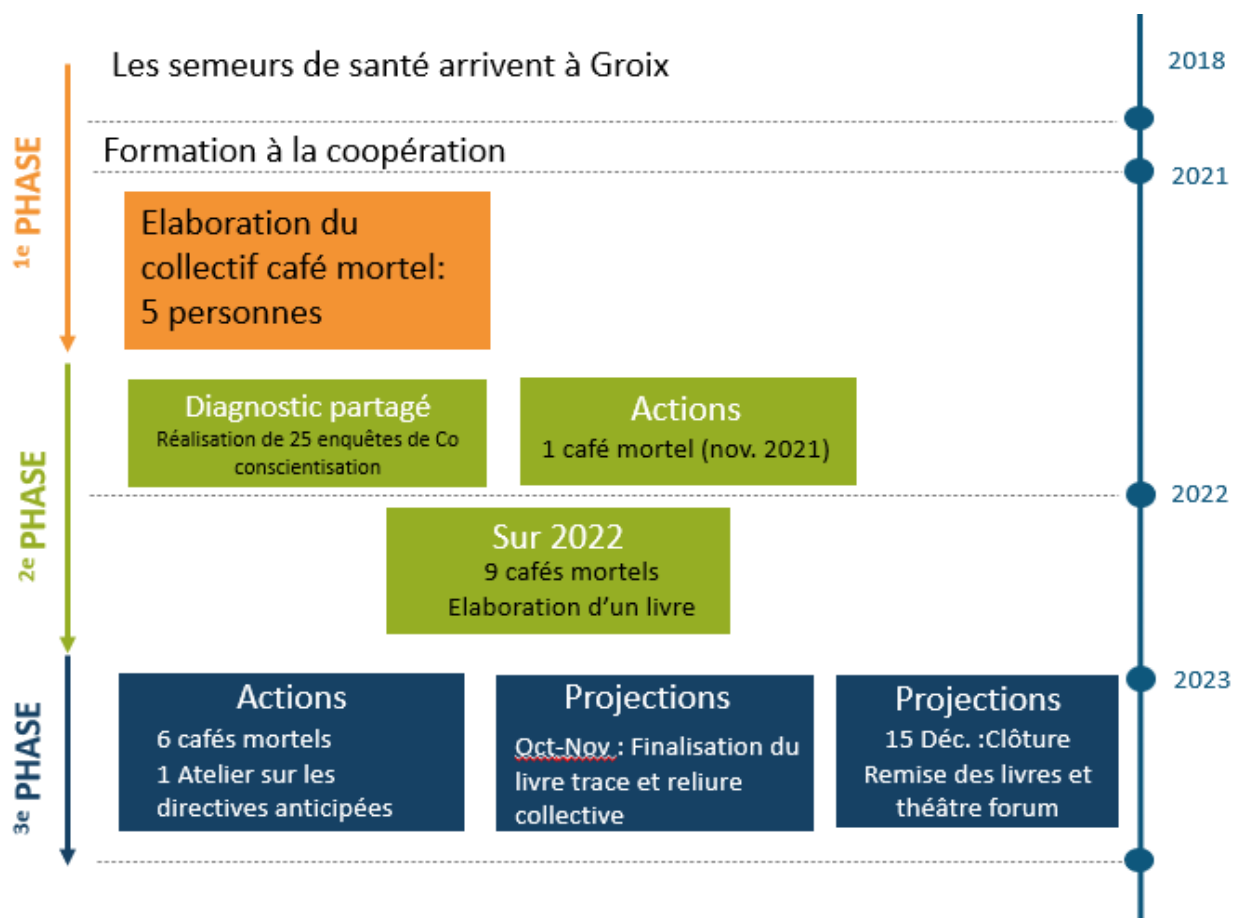 Les semeurs de santé arrivent à Groix
2018
Formation à la coopération
2021
1e PHASE
Elaboration du
collectif café mortel:
5 personnes
2e PHASE
Diagnostic partagé
Réalisation de 25 enquêtes de Co
conscientisation
Actions
1 café mortel (nov. 2021)
2022
Sur 2022
9 cafés mortels
Elaboration d’un livre
3e PHASE
2023
Actions
6 cafés mortels
1 Atelier sur les
directives anticipées
Projections
Oct-Nov : Finalisation du
livre trace et reliure
collective
Projections
15 Déc. :Clôture
Remise des livres et
théâtre forum